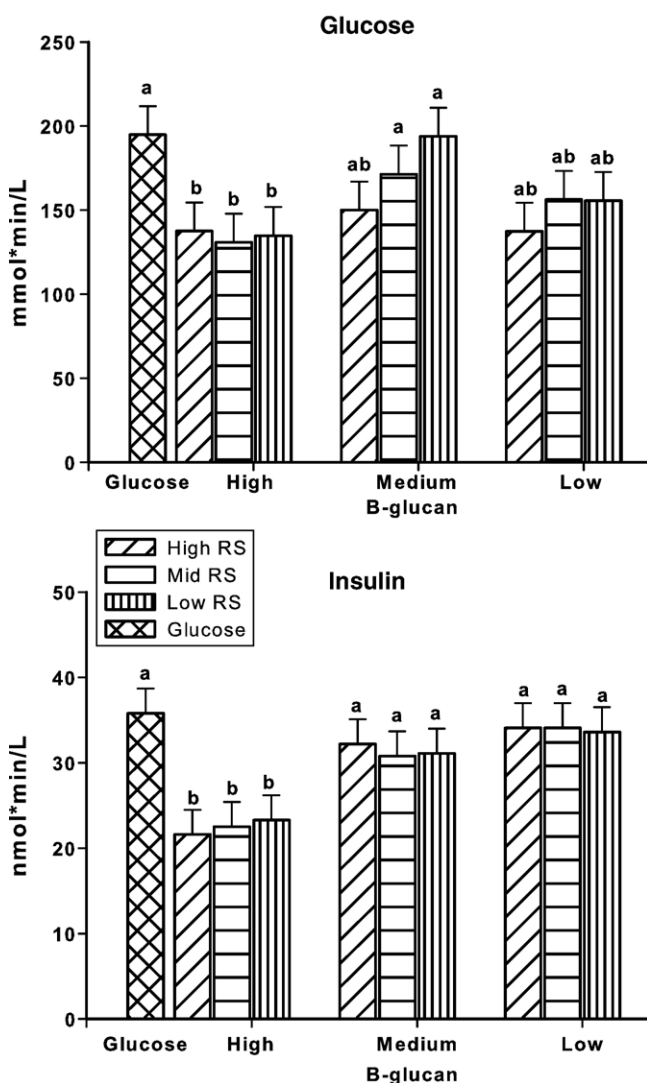 Glucose
250
200
150
100
50
0
mmol*min/L
a
b
b
b
ab
a
a
ab
ab
ab
Glucose High Medium Low
B-glucan
High RS
Mid RS
Low RS
Glucose
Insulin
50
40
30
20
10
0
nmol*min/L
a
b
b
b
a
a
a
a
a
a
Glucose High Medium Low
B-glucan